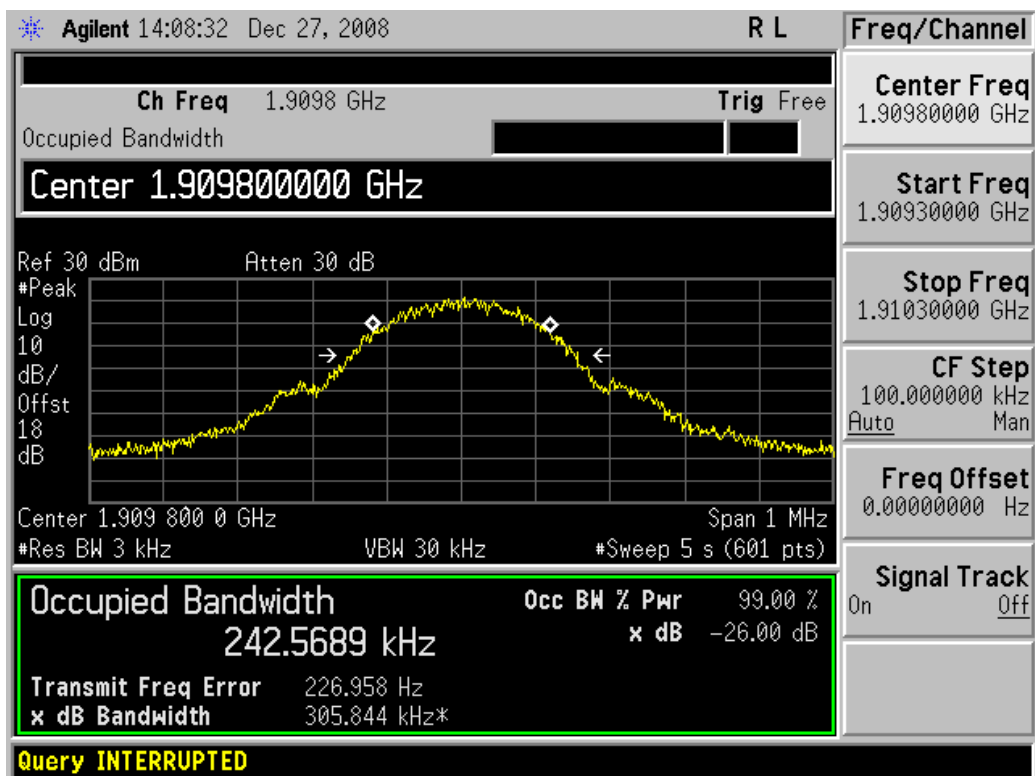 Agilent 14:08:32 Dec 27, 2008 R L
Freq/Channel
Ch Freq 1.9098 GHz Trig Free
Occupied Bandwidth
Center 1.909800000 GHz
Ref 30 dBm Atten 30 dB
#Peak
Log
10
dB/
Offst
18
dB
Center 1.909 800 0 GHz Span 1 MHz
#Res BW 3 kHz VBW 30 kHz #Sweep 5 s (601 pts)
Occupied Bandwidth Occ BW % Pwr 99.00 %
242.5689 kHz x dB -26.00 dB
Transmit Freq Error 226.958 Hz
x dB Bandwidth 305.844 kHz*
Query INTERRUPTED
Center Freq
1.90980000 GHz
Start Freq
1.90930000 GHz
Stop Freq
1.91030000 GHz
CF Step
100.000000 kHz
Auto Man
Freq Offset
0.00000000 Hz
Signal Track
On Off